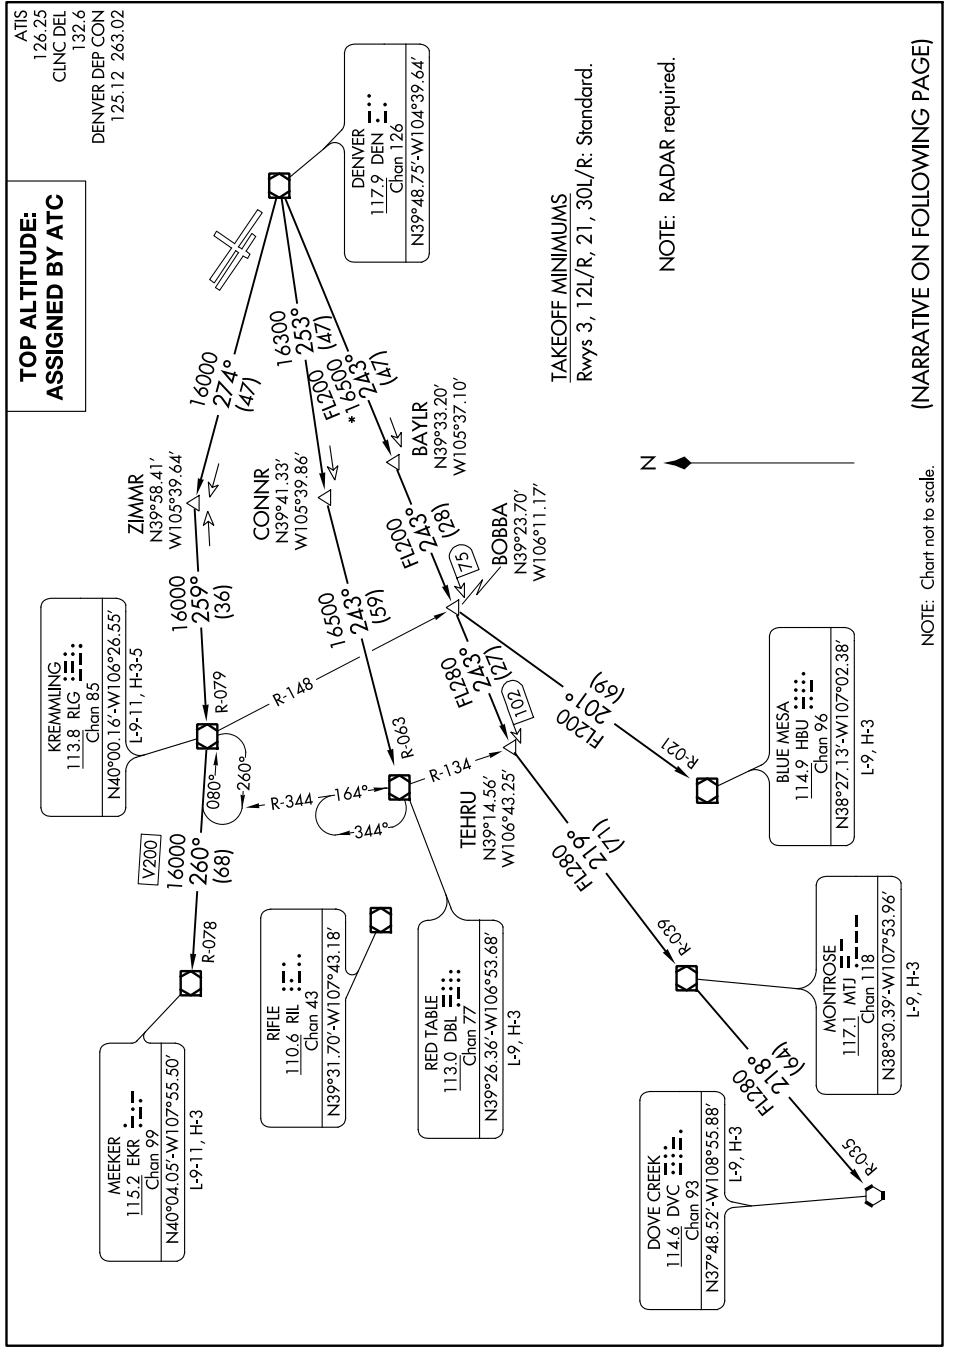 TOP ALTITUDE:
ASSIGNED BY ATC
ATIS
126.25
CLNC DEL
132.6
DENVER DEP CON
125.12 263.02
MEEKER
115.2 EKR
Chan 99
N40°04.05'-W107°55.50'
L-9-11, H-3
R-078
V200
16000
260°
(68)
080°
260°
KREMMLING
113.8 RLG
Chan 85
N40°00.16'-W106°26.55'
L-9-11, H-3-5
R-079
16000
259°
(36)
ZIMMR
N39°58.41'
W105°39.64'
16000
274°
(47)
DENVER
117.9 DEN
Chan 126
N39°48.75'-W104°39.64'
RIFLE
110.6 RIL
Chan 43
N39°31.70'-W107°43.18'
R-344
164°
344°
R-148
R-063
16500
243°
(59)
CONNR
N39°41.33'
W105°39.86'
16300
253°
(47)
RED TABLE
113.0 DBL
Chan 77
N39°26.36'-W106°53.68'
L-9, H-3
R-134
FL200
*16500
243°
(47)
BAYLR
N39°33.20'
W105°37.10'
FL200
243°
(28)
75
BOBBA
N39°23.70'
W106°11.17'
FL280
243°
(27)
102
TEHRU
N39°14.56'
W106°43.25'
FL200
201°
(69)
R-021
BLUE MESA
114.9 HBU
Chan 96
N38°27.13'-W107°02.38'
L-9, H-3
FL280
219°
(71)
R-039
MONTROSE
117.1 MTJ
Chan 118
N38°30.39'-W107°53.96'
L-9, H-3
FL280
218°
(64)
R-035
DOVE CREEK
114.6 DVC
Chan 93
N37°48.52'-W108°55.88'
L-9, H-3
N
TAKEOFF MINIMUMS
Rwys 3, 12L/R, 21, 30L/R: Standard.
NOTE: RADAR required.
NOTE: Chart not to scale.
(NARRATIVE ON FOLLOWING PAGE)